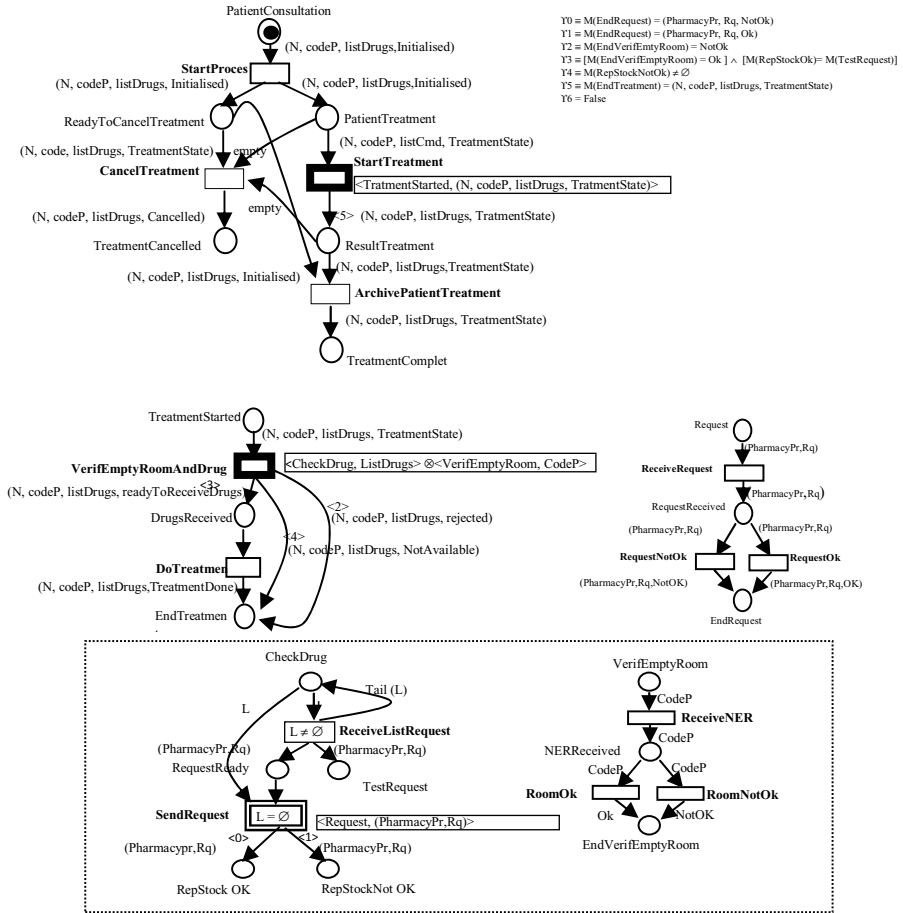 PatientConsultation
(N, codeP, listDrugs,Initialised)
StartProces
(N, codeP, listDrugs, Initialised)
(N, codeP, listDrugs,Initialised)
ReadyToCancelTreatment
PatientTreatment
(N, code, listDrugs, TreatmentState)
empty
(N, codeP, listCmd, TreatmentState)
CancelTreatment
StartTreatment
<TratmentStarted, (N, codeP, listDrugs, TratmentState)>
(N, codeP, listDrugs, Cancelled)
empty
<5> (N, codeP, listDrugs, TratmentState)
TreatmentCancelled
ResultTreatment
(N, codeP, listDrugs, Initialised)
(N, codeP, listDrugs,TreatmentState)
ArchivePatientTreatment
(N, codeP, listDrugs, TreatmentState)
TreatmentComplet
ϒ0 ≡ M(EndRequest) = (PharmacyPr, Rq, NotOk)
ϒ1 ≡ M(EndRequest) = (PharmacyPr, Rq, Ok)
ϒ2 ≡ M(EndVerifEmtyRoom) = NotOk
ϒ3 ≡ [M(EndVerifEmptyRoom) = Ok ] ∧ [M(RepStockOk)= M(TestRequest)]
ϒ4 ≡ M(RepStockNotOk) ≠ ∅
ϒ5 ≡ M(EndTreatment) = (N, codeP, listDrugs, TreatmentState)
ϒ6 = False
TreatmentStarted
(N, codeP, listDrugs, TreatmentState)
VerifEmptyRoomAndDrug
<CheckDrug, ListDrugs> ⊗<VerifEmptyRoom, CodeP>
(N, codeP, listDrugs, readyToReceiveDrugs)
<3>
<2>
(N, codeP, listDrugs, rejected)
DrugsReceived
<4>
(N, codeP, listDrugs, NotAvailable)
DoTreatmen
(N, codeP, listDrugs,TreatmentDone)
EndTreatmen
Request
(PharmacyPr,Rq)
ReceiveRequest
(PharmacyPr,Rq)
RequestReceived
(PharmacyPr,Rq)
(PharmacyPr,Rq)
RequestNotOk
RequestOk
(PharmacyPr,Rq,NotOK)
(PharmacyPr,Rq,OK)
EndRequest
CheckDrug
Tail (L)
L
L ≠ ∅
ReceiveListRequest
(PharmacyPr,Rq)
(PharmacyPr,Rq)
RequestReady
TestRequest
SendRequest
L = ∅
<Request, (PharmacyPr,Rq)>
<0>
<1>
(Pharmacypr,Rq)
(PharmacyPr,Rq)
RepStock OK
RepStockNot OK
VerifEmptyRoom
CodeP
ReceiveNER
NERReceived
CodeP
CodeP
CodeP
RoomOk
RoomNotOk
Ok
NotOK
EndVerifEmptyRoom